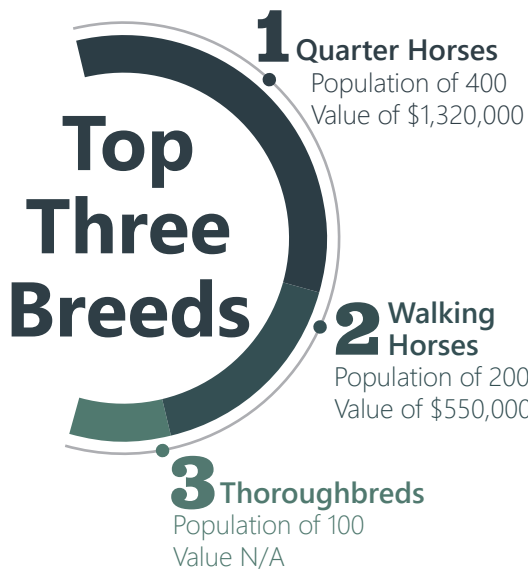 Top
Three
Breeds
1 Quarter Horses
Population of 400
Value of $1,320,000
2 Walking
Horses
Population of 200
Value of $550,000
3 Thoroughbreds
Population of 100
Value N/A